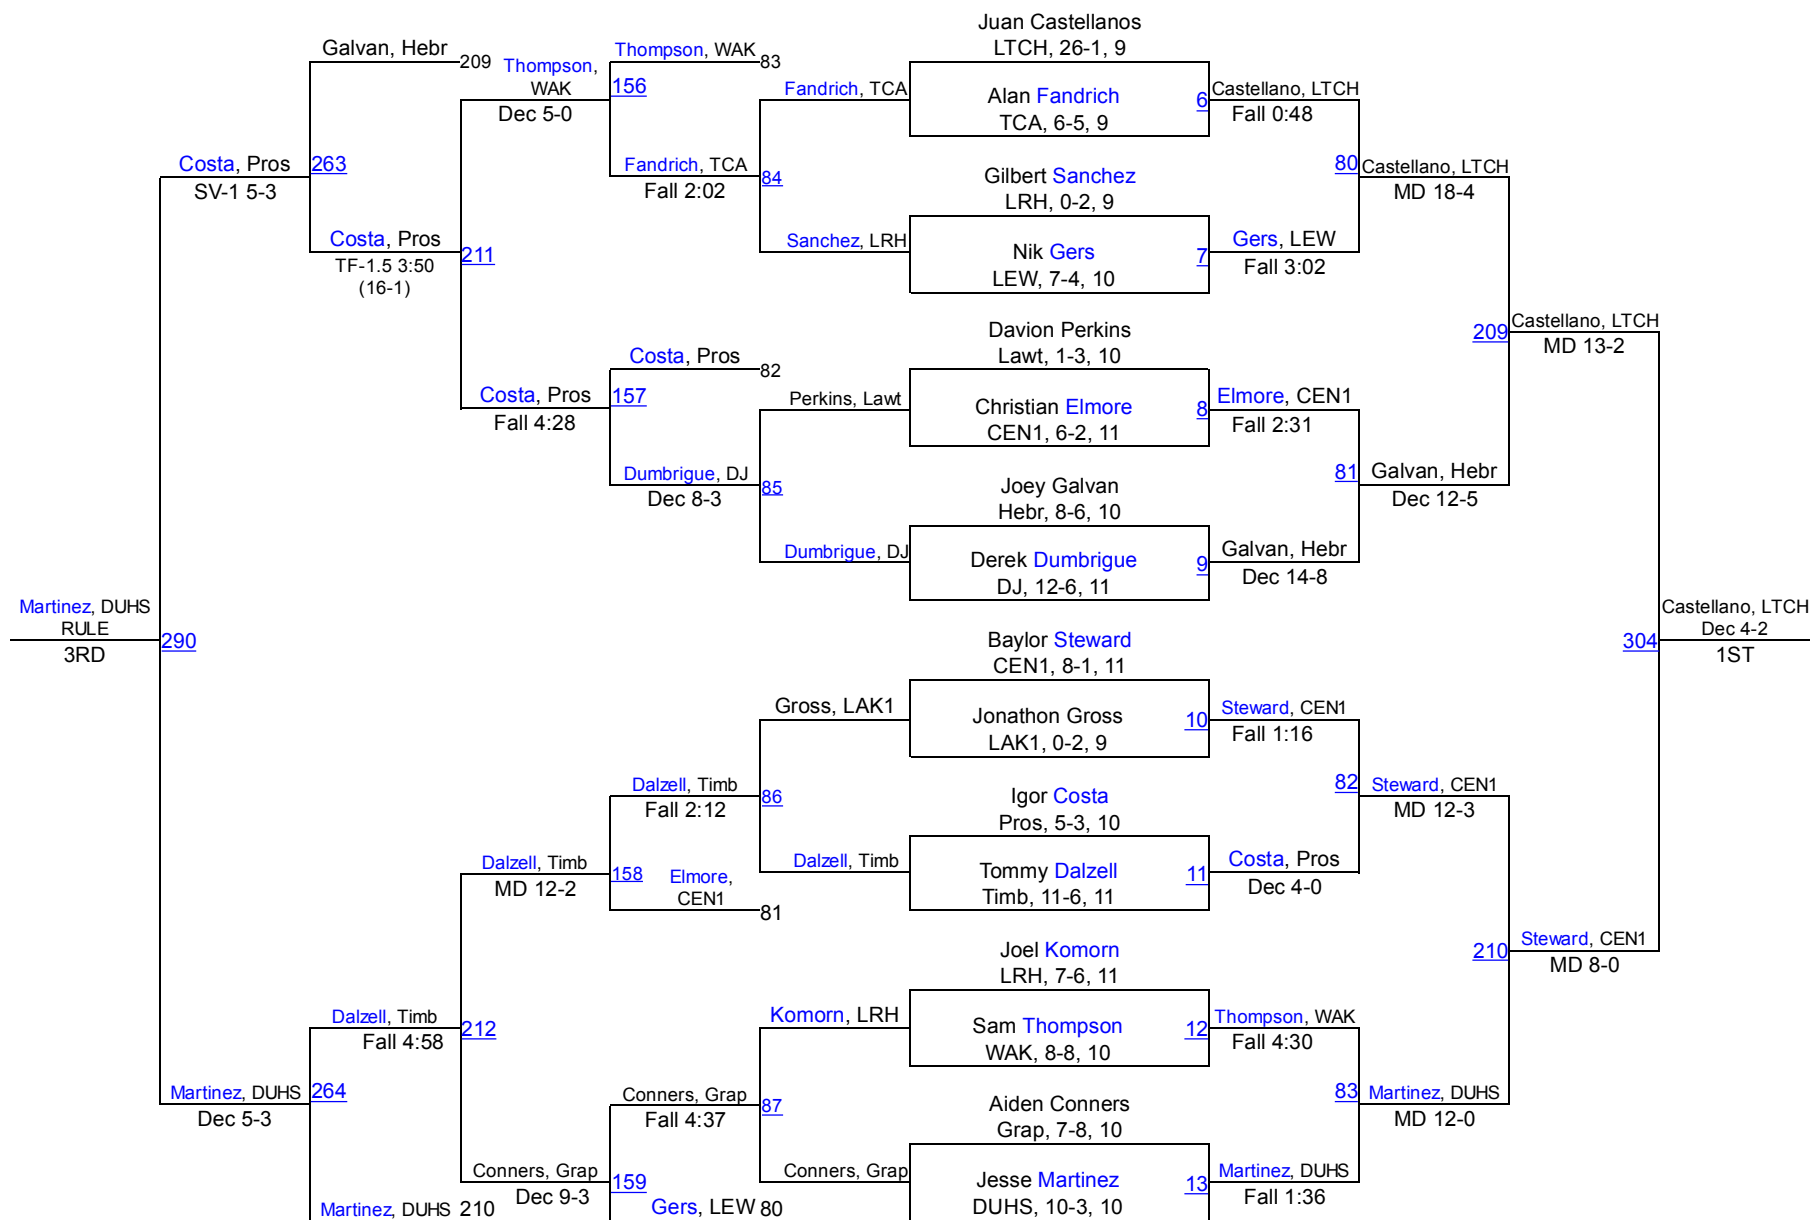 Juan Castellanos
LTCH, 26-1, 9
Galvan, Hebr
209
Thompson,
WAK
Dec 5-0
Thompson, WAK
83
156
Fandrich, TCA
Alan Fandrich
TCA, 6-5, 9
6
Castellano, LTCH
Fall 0:48
Costa, Pros
SV-1 5-3
263
Fandrich, TCA
Fall 2:02
84
Gilbert Sanchez
LRH, 0-2, 9
80
Castellano, LTCH
MD 18-4
Costa, Pros
TF-1.5 3:50
(16-1)
211
Sanchez, LRH
Nik Gers
LEW, 7-4, 10
7
Gers, LEW
Fall 3:02
Davion Perkins
Lawt, 1-3, 10
209
Castellano, LTCH
MD 13-2
Costa, Pros
82
Costa, Pros
Fall 4:28
157
Perkins, Lawt
Christian Elmore
CEN1, 6-2, 11
8
Elmore, CEN1
Fall 2:31
Dumbrigue, DJ
Dec 8-3
85
Joey Galvan
Hebr, 8-6, 10
81
Galvan, Hebr
Dec 12-5
Dumbrigue, DJ
Derek Dumbrigue
DJ, 12-6, 11
9
Galvan, Hebr
Dec 14-8
Martinez, DUHS
RULE
3RD
290
Baylor Steward
CEN1, 8-1, 11
304
Castellano, LTCH
Dec 4-2
1ST
Gross, LAK1
Jonathon Gross
LAK1, 0-2, 9
10
Steward, CEN1
Fall 1:16
Dalzell, Timb
Fall 2:12
86
Igor Costa
Pros, 5-3, 10
82
Steward, CEN1
MD 12-3
Dalzell, Timb
MD 12-2
158
Elmore,
CEN1
81
Dalzell, Timb
Tommy Dalzell
Timb, 11-6, 11
11
Costa, Pros
Dec 4-0
Joel Komorn
LRH, 7-6, 11
210
Steward, CEN1
MD 8-0
Dalzell, Timb
Fall 4:58
212
Komorn, LRH
Sam Thompson
WAK, 8-8, 10
12
Thompson, WAK
Fall 4:30
Martinez, DUHS
Dec 5-3
264
Conners, Grap
Fall 4:37
87
Aiden Conners
Grap, 7-8, 10
83
Martinez, DUHS
MD 12-0
Conners, Grap
Dec 9-3
159
Conners, Grap
Jesse Martinez
DUHS, 10-3, 10
13
Martinez, DUHS
Fall 1:36
Martinez, DUHS 210
Gers, LEW 80